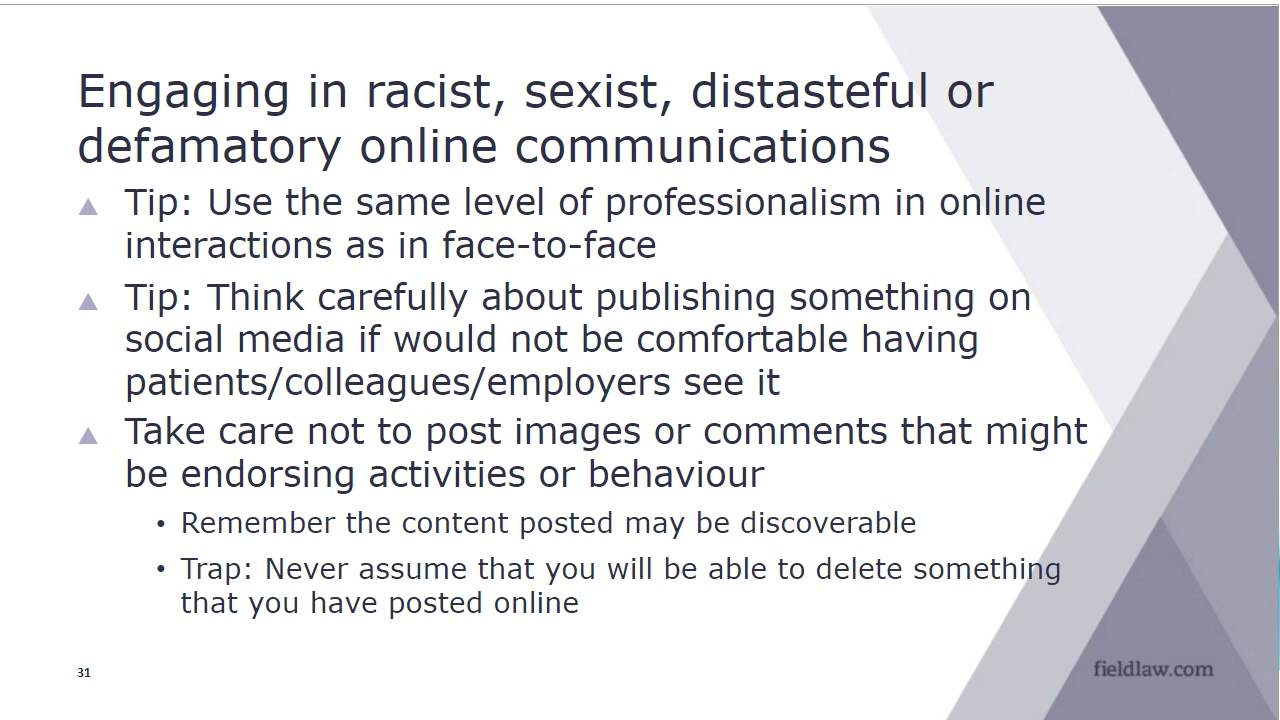 Engaging in racist, sexist, distasteful or
defamatory online communications
Tip: Use the same level of professionalism in online
interactions as in face-to-face
Tip: Think carefully about publishing something on
social media if would not be comfortable having
patients/colleagues/employers see it
Take care not to post images or comments that might
be endorsing activities or behaviour
• Remember the content posted may be discoverable
• Trap: Never assume that you will be able to delete something
that you have posted online
31
fieldlaw.com